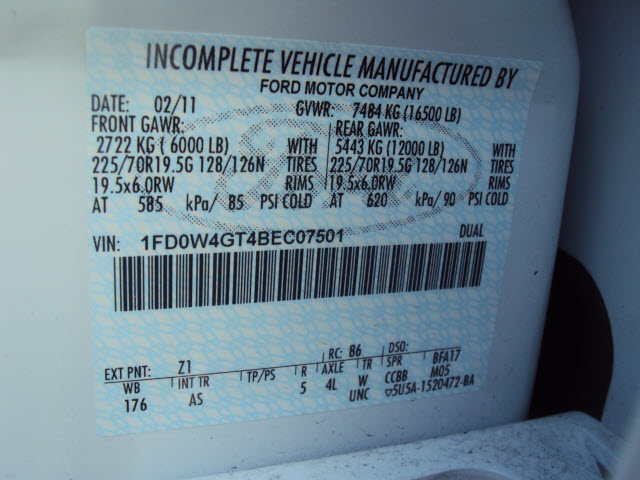 INCOMPLETE VEHICLE MANUFACTURED BY
FORD MOTOR COMPANY
DATE: 02/11 GVWR: 7484 KG (16500 LB)
FRONT GAWR: REAR GAWR:
2722 KG ( 6000 LB) WITH 5443 KG (12000 LB) WITH
225/70R19.5G 128/126N TIRES 225/70R19.5G 128/126N TIRES
19.5x6.0RW RIMS 19.5x6.0RW RIMS
AT 585 kPa/ 85 PSI COLD AT 620 kPa/ 90 PSI COLD
VIN: 1FD0W4GT4BEC07501 DUAL
EXT PNT: Z1 RC: 86 DSO:
WB INT TR TP/PS R AXLE TR SPR BFA17
176 AS 5 4L W CCBB M05
UNC ▽5U5A-1520472-BA